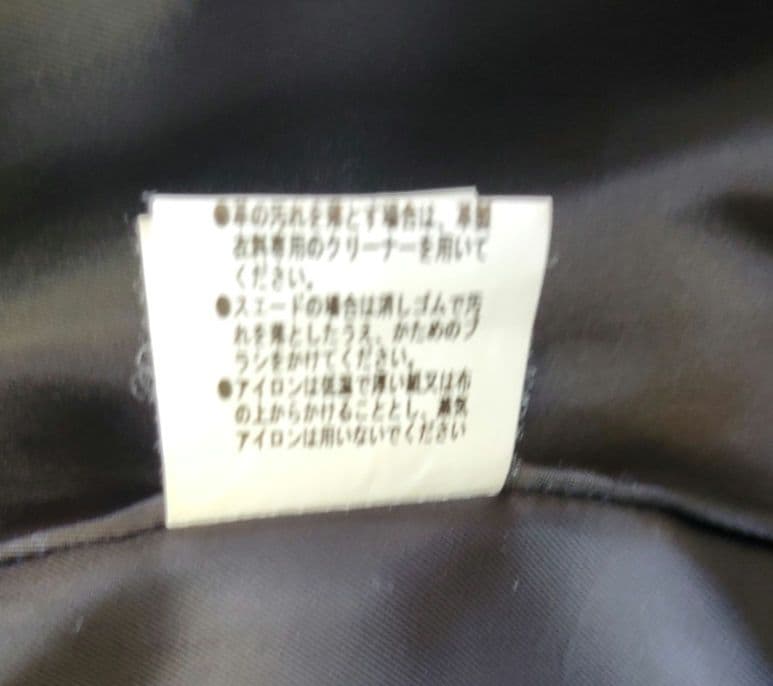 ●革の汚れを落とす場合は、革製
衣料専用のクリーナーを用いて
ください。
●スエードの場合は消しゴムで汚
れを落としたうえ、かためのブ
ラシをかけてください。
●アイロンは低温で厚い紙又は布
の上からかけることとし、蒸気
アイロンは用いないでください